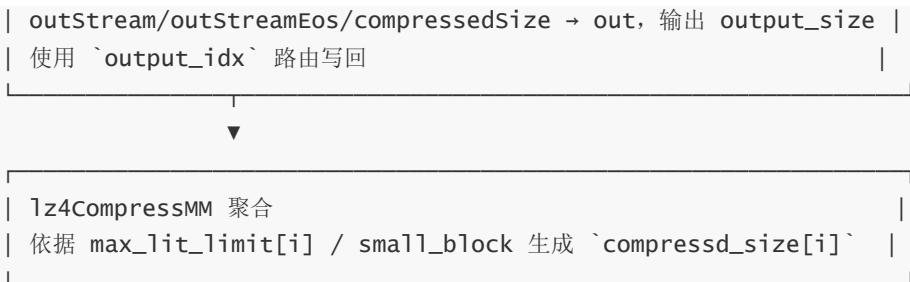 | outStream/outStreamEos/compressedSize → out，输出 output_size |
| 使用 `output_idx` 路由写回 |
| lz4CompressMM 聚合 |
| 依据 max_lit_limit[i] / small_block 生成 `compressd_size[i]` |